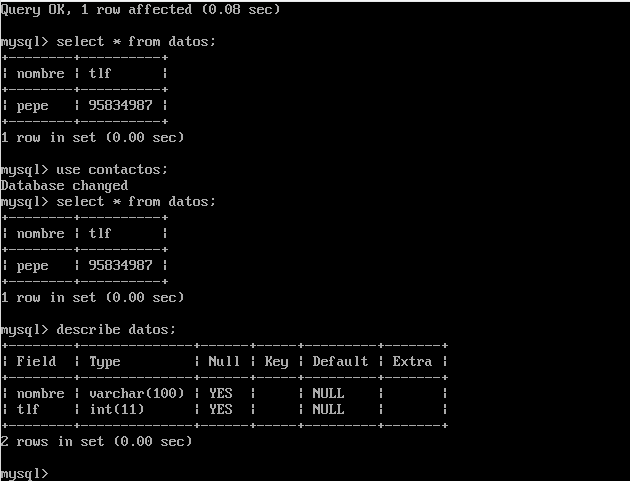 Query OK, 1 row affected (0.08 sec)
mysql> select * from datos;
+--------+----------+
| nombre | tlf      |
+--------+----------+
| pepe   | 95834987 |
+--------+----------+
1 row in set (0.00 sec)
mysql> use contactos;
Database changed
mysql> select * from datos;
+--------+----------+
| nombre | tlf      |
+--------+----------+
| pepe   | 95834987 |
+--------+----------+
1 row in set (0.00 sec)
mysql> describe datos;
+--------+--------------+------+-----+---------+-------+
| Field  | Type         | Null | Key | Default | Extra |
+--------+--------------+------+-----+---------+-------+
| nombre | varchar(100) | YES  |     | NULL    |       |
| tlf    | int(11)      | YES  |     | NULL    |       |
+--------+--------------+------+-----+---------+-------+
2 rows in set (0.00 sec)
mysql>